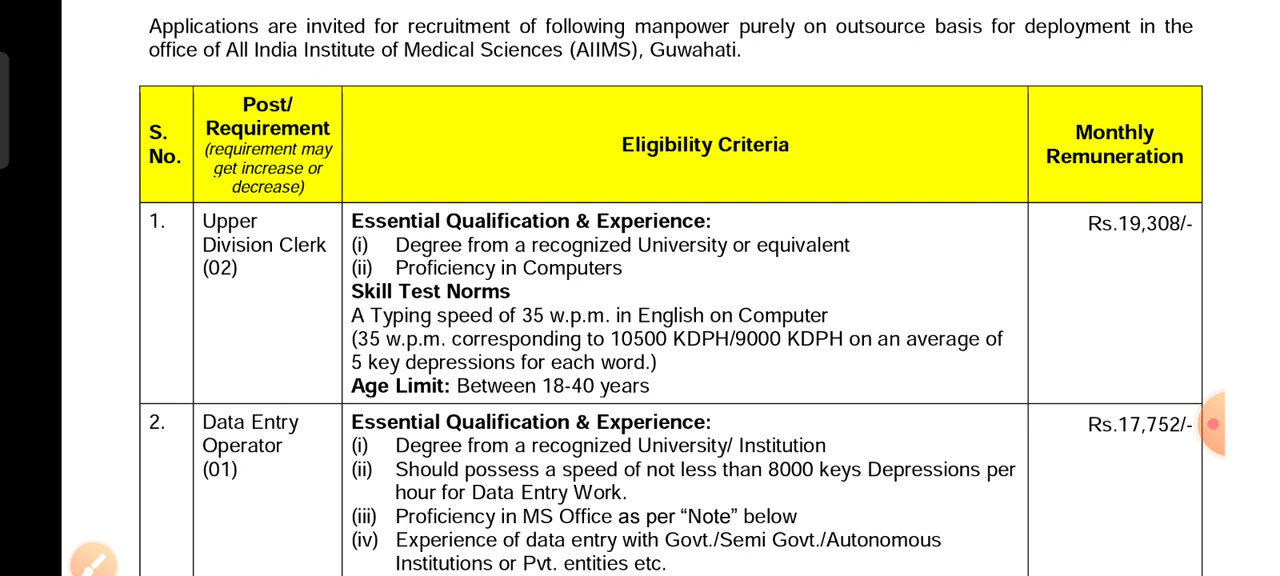 Applications are invited for recruitment of following manpower purely on outsource basis for deployment in the
office of All India Institute of Medical Sciences (AIIMS), Guwahati.
S.
No.
Post/
Requirement
(requirement may
get increase or
decrease)
Eligibility Criteria
Monthly
Remuneration
1.
Upper
Division Clerk
(02)
Essential Qualification & Experience:
(i) Degree from a recognized University or equivalent
(ii) Proficiency in Computers
Skill Test Norms
A Typing speed of 35 w.p.m. in English on Computer
(35 w.p.m. corresponding to 10500 KDPH/9000 KDPH on an average of
5 key depressions for each word.)
Age Limit: Between 18-40 years
Rs.19,308/-
2.
Data Entry
Operator
(01)
Essential Qualification & Experience:
(i) Degree from a recognized University/ Institution
(ii) Should possess a speed of not less than 8000 keys Depressions per
hour for Data Entry Work.
(iii) Proficiency in MS Office as per “Note” below
(iv) Experience of data entry with Govt./Semi Govt./Autonomous
Institutions or Pvt. entities etc.
Rs.17,752/-